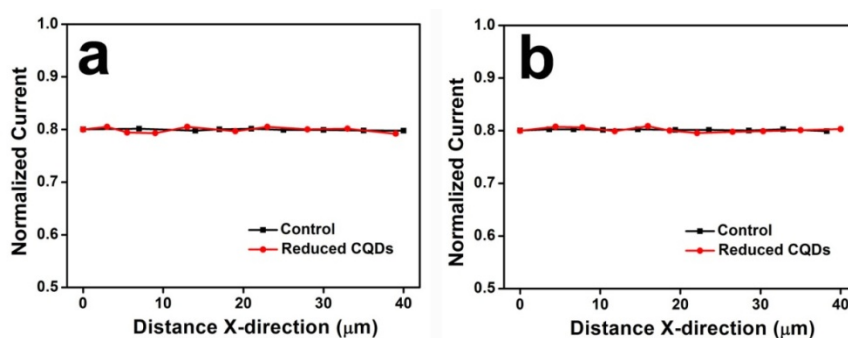 a
1.0
0.9
0.8
0.7
0.6
0.5
Normalized Current
Control
Reduced CQDs
0 10 20 30 40
Distance X-direction (μm)
b
1.0
0.9
0.8
0.7
0.6
0.5
Normalized Current
Control
Reduced CQDs
0 10 20 30 40
Distance X-direction (μm)